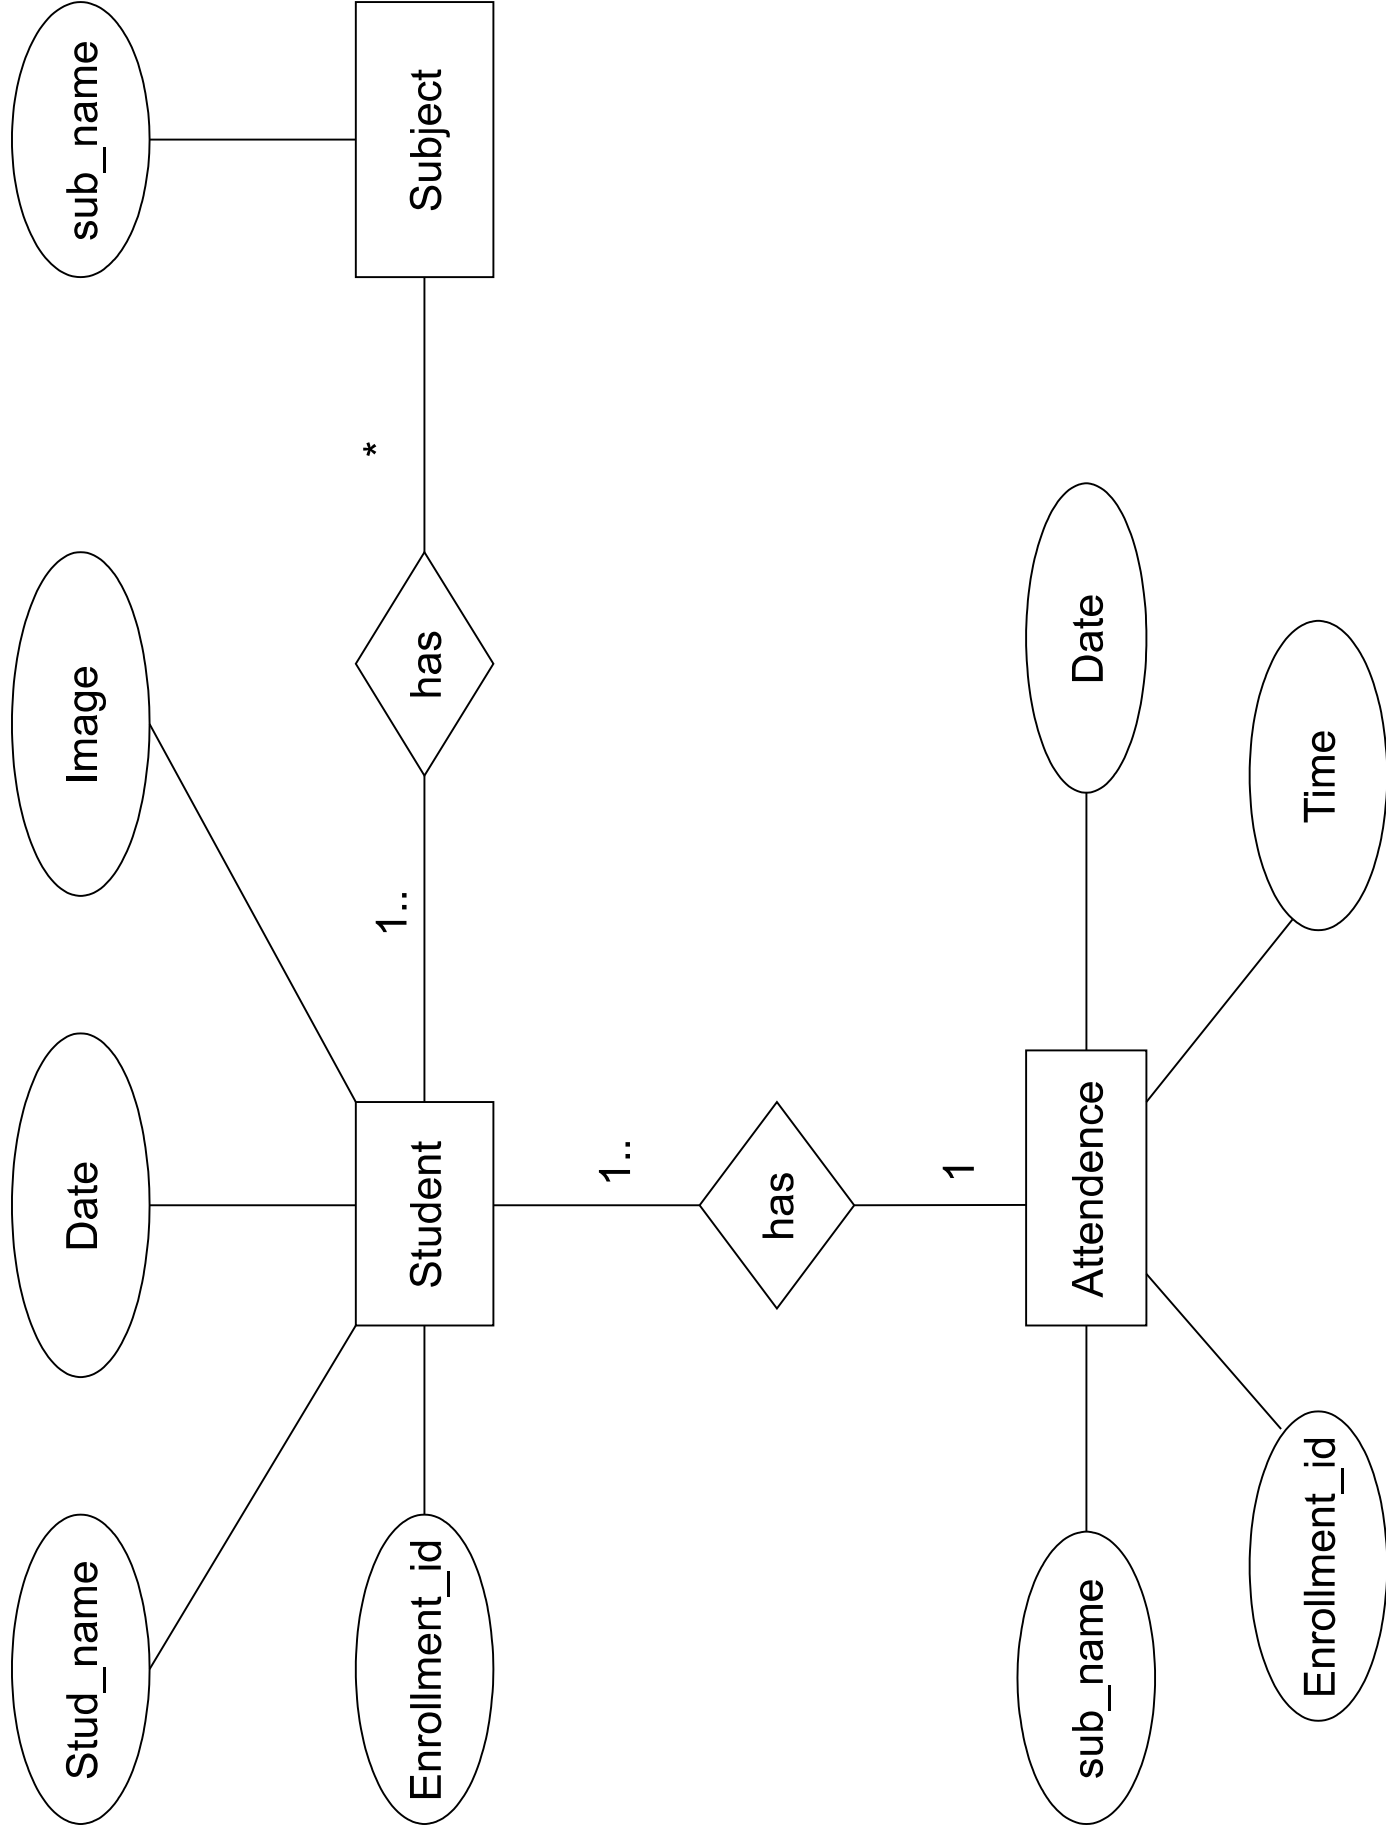 Stud_name
Date
Image
sub_name
Enrollment_id
Student
1..
has
*
Subject
1..
has
1
sub_name
Attendence
Date
Enrollment_id
Time